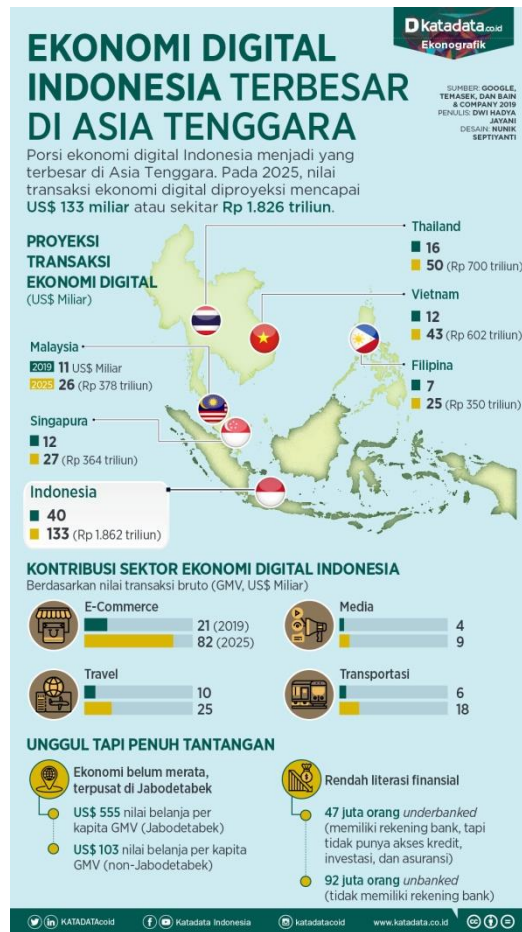 Dkatadata.co.id
Ekonografik
EKONOMI DIGITAL
INDONESIA TERBESAR
DI ASIA TENGGARA
SUMBER: GOOGLE,
TEMASEK, DAN BAIN
& COMPANY 2019
PENULIS: DWI HADYA
JAYANI
DESAIN: NUNIK
SEPTIYANTI
Porsi ekonomi digital Indonesia menjadi yang
terbesar di Asia Tenggara. Pada 2025, nilai
transaksi ekonomi digital diproyeksi mencapai
US$ 133 miliar atau sekitar Rp 1.826 triliun.
PROYEKSI
TRANSAKSI
EKONOMI DIGITAL
(US$ Miliar)
Thailand
16
50 (Rp 700 triliun)
Vietnam
12
43 (Rp 602 triliun)
Filipina
7
25 (Rp 350 triliun)
Malaysia
2019 11 US$ Miliar
2025 26 (Rp 378 triliun)
Singapura
12
27 (Rp 364 triliun)
Indonesia
40
133 (Rp 1.862 triliun)
KONTRIBUSI SEKTOR EKONOMI DIGITAL INDONESIA
Berdasarkan nilai transaksi bruto (GMV, US$ Miliar)
E-Commerce
21 (2019)
82 (2025)
Media
4
9
Travel
10
25
Transportasi
6
18
UNGGUL TAPI PENUH TANTANGAN
Ekonomi belum merata,
terpusat di Jabodetabek
US$ 555 nilai belanja per
kapita GMV (Jabodetabek)
US$ 103 nilai belanja per kapita
GMV (non-Jabodetabek)
Rendah literasi finansial
47 juta orang underbanked
(memiliki rekening bank, tapi
tidak punya akses kredit,
investasi, dan asuransi)
92 juta orang unbanked
(tidak memiliki rekening bank)
KATADATAcoid
Katadata Indonesia
katadatacoid
www.katadata.co.id